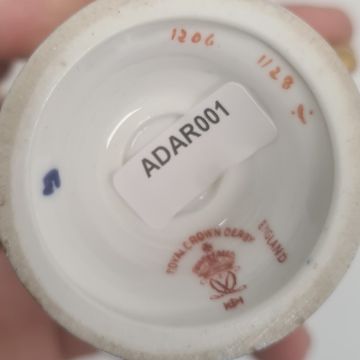 1206.
1128
ADAR001
ROYAL CROWN DERBY
ENGLAND